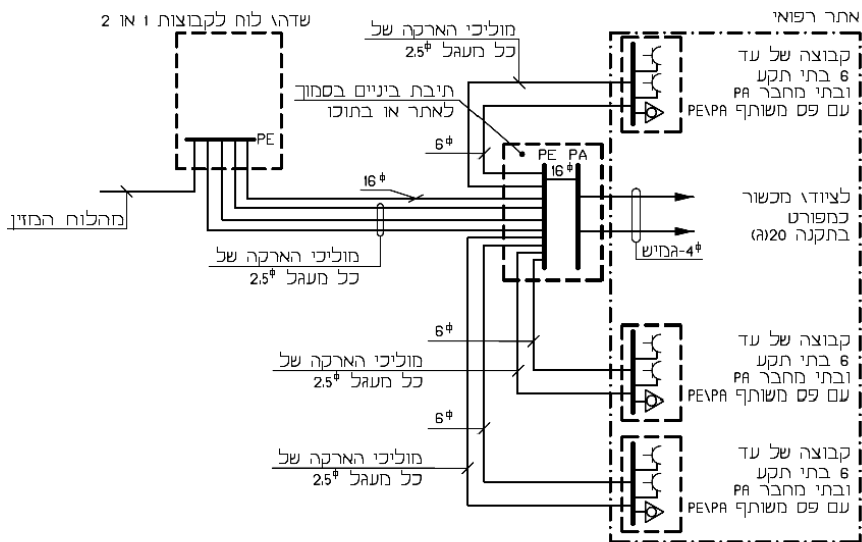 אתר רפואי
שדה\ לוח לקבוצות 1 או 2
מוליכי הארקה של
כל מעגל 2.5ᶲ
קבוצה של עד
6 בתי תקע
ובתי מחבר PA
עם פס משותף PE\PA
תיבת ביניים בסמוך
לאתר או בתוכו
PE
6ᶲ
PE PA
16ᶲ
16ᶲ
מהלוח המזין
לציוד\ מכשור
כמפורט
בתקנה 20(ג)
4ᶲ-גמיש
מוליכי הארקה של
כל מעגל 2.5ᶲ
6ᶲ
קבוצה של עד
6 בתי תקע
ובתי מחבר PA
עם פס משותף PE\PA
מוליכי הארקה של
כל מעגל 2.5ᶲ
6ᶲ
קבוצה של עד
6 בתי תקע
ובתי מחבר PA
עם פס משותף PE\PA
מוליכי הארקה של
כל מעגל 2.5ᶲ